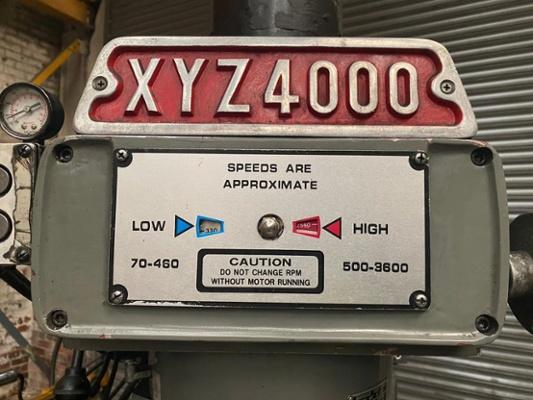 XYZ4000
SPEEDS ARE
APPROXIMATE
LOW
HIGH
70-460
500-3600
CAUTION
DO NOT CHANGE RPM
WITHOUT MOTOR RUNNING